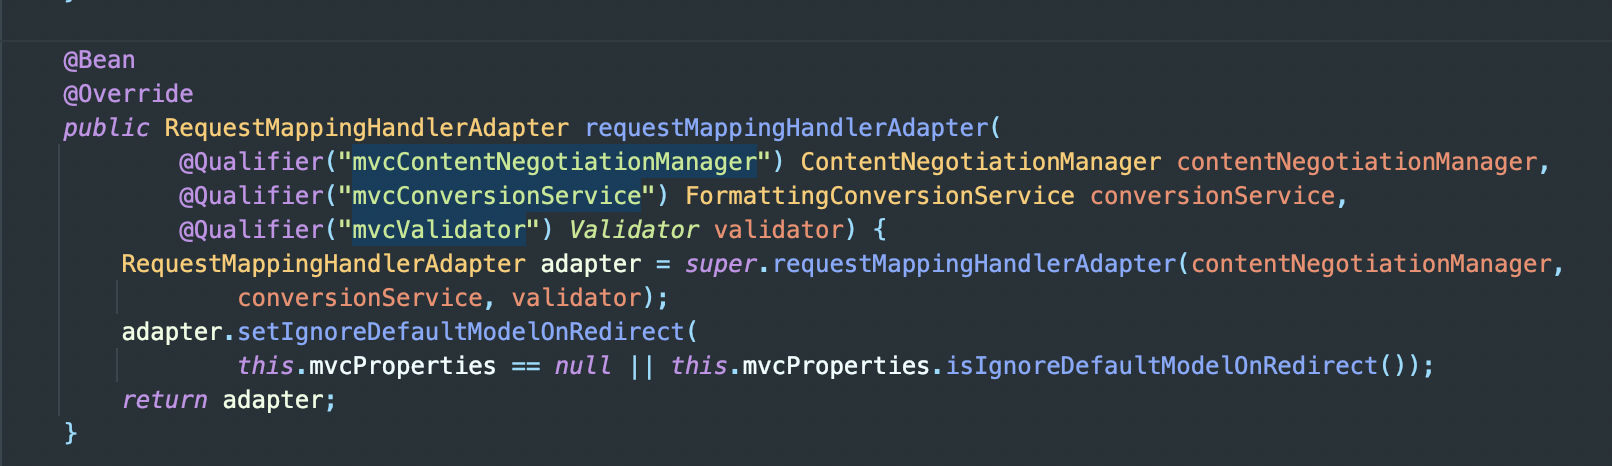 @Bean
@Override
public RequestMappingHandlerAdapter requestMappingHandlerAdapter(
@Qualifier("mvcContentNegotiationManager") ContentNegotiationManager contentNegotiationManager,
@Qualifier("mvcConversionService") FormattingConversionService conversionService,
@Qualifier("mvcValidator") Validator validator) {
RequestMappingHandlerAdapter adapter = super.requestMappingHandlerAdapter(contentNegotiationManager,
conversionService, validator);
adapter.setIgnoreDefaultModelOnRedirect(
this.mvcProperties == null || this.mvcProperties.isIgnoreDefaultModelOnRedirect());
return adapter;
}